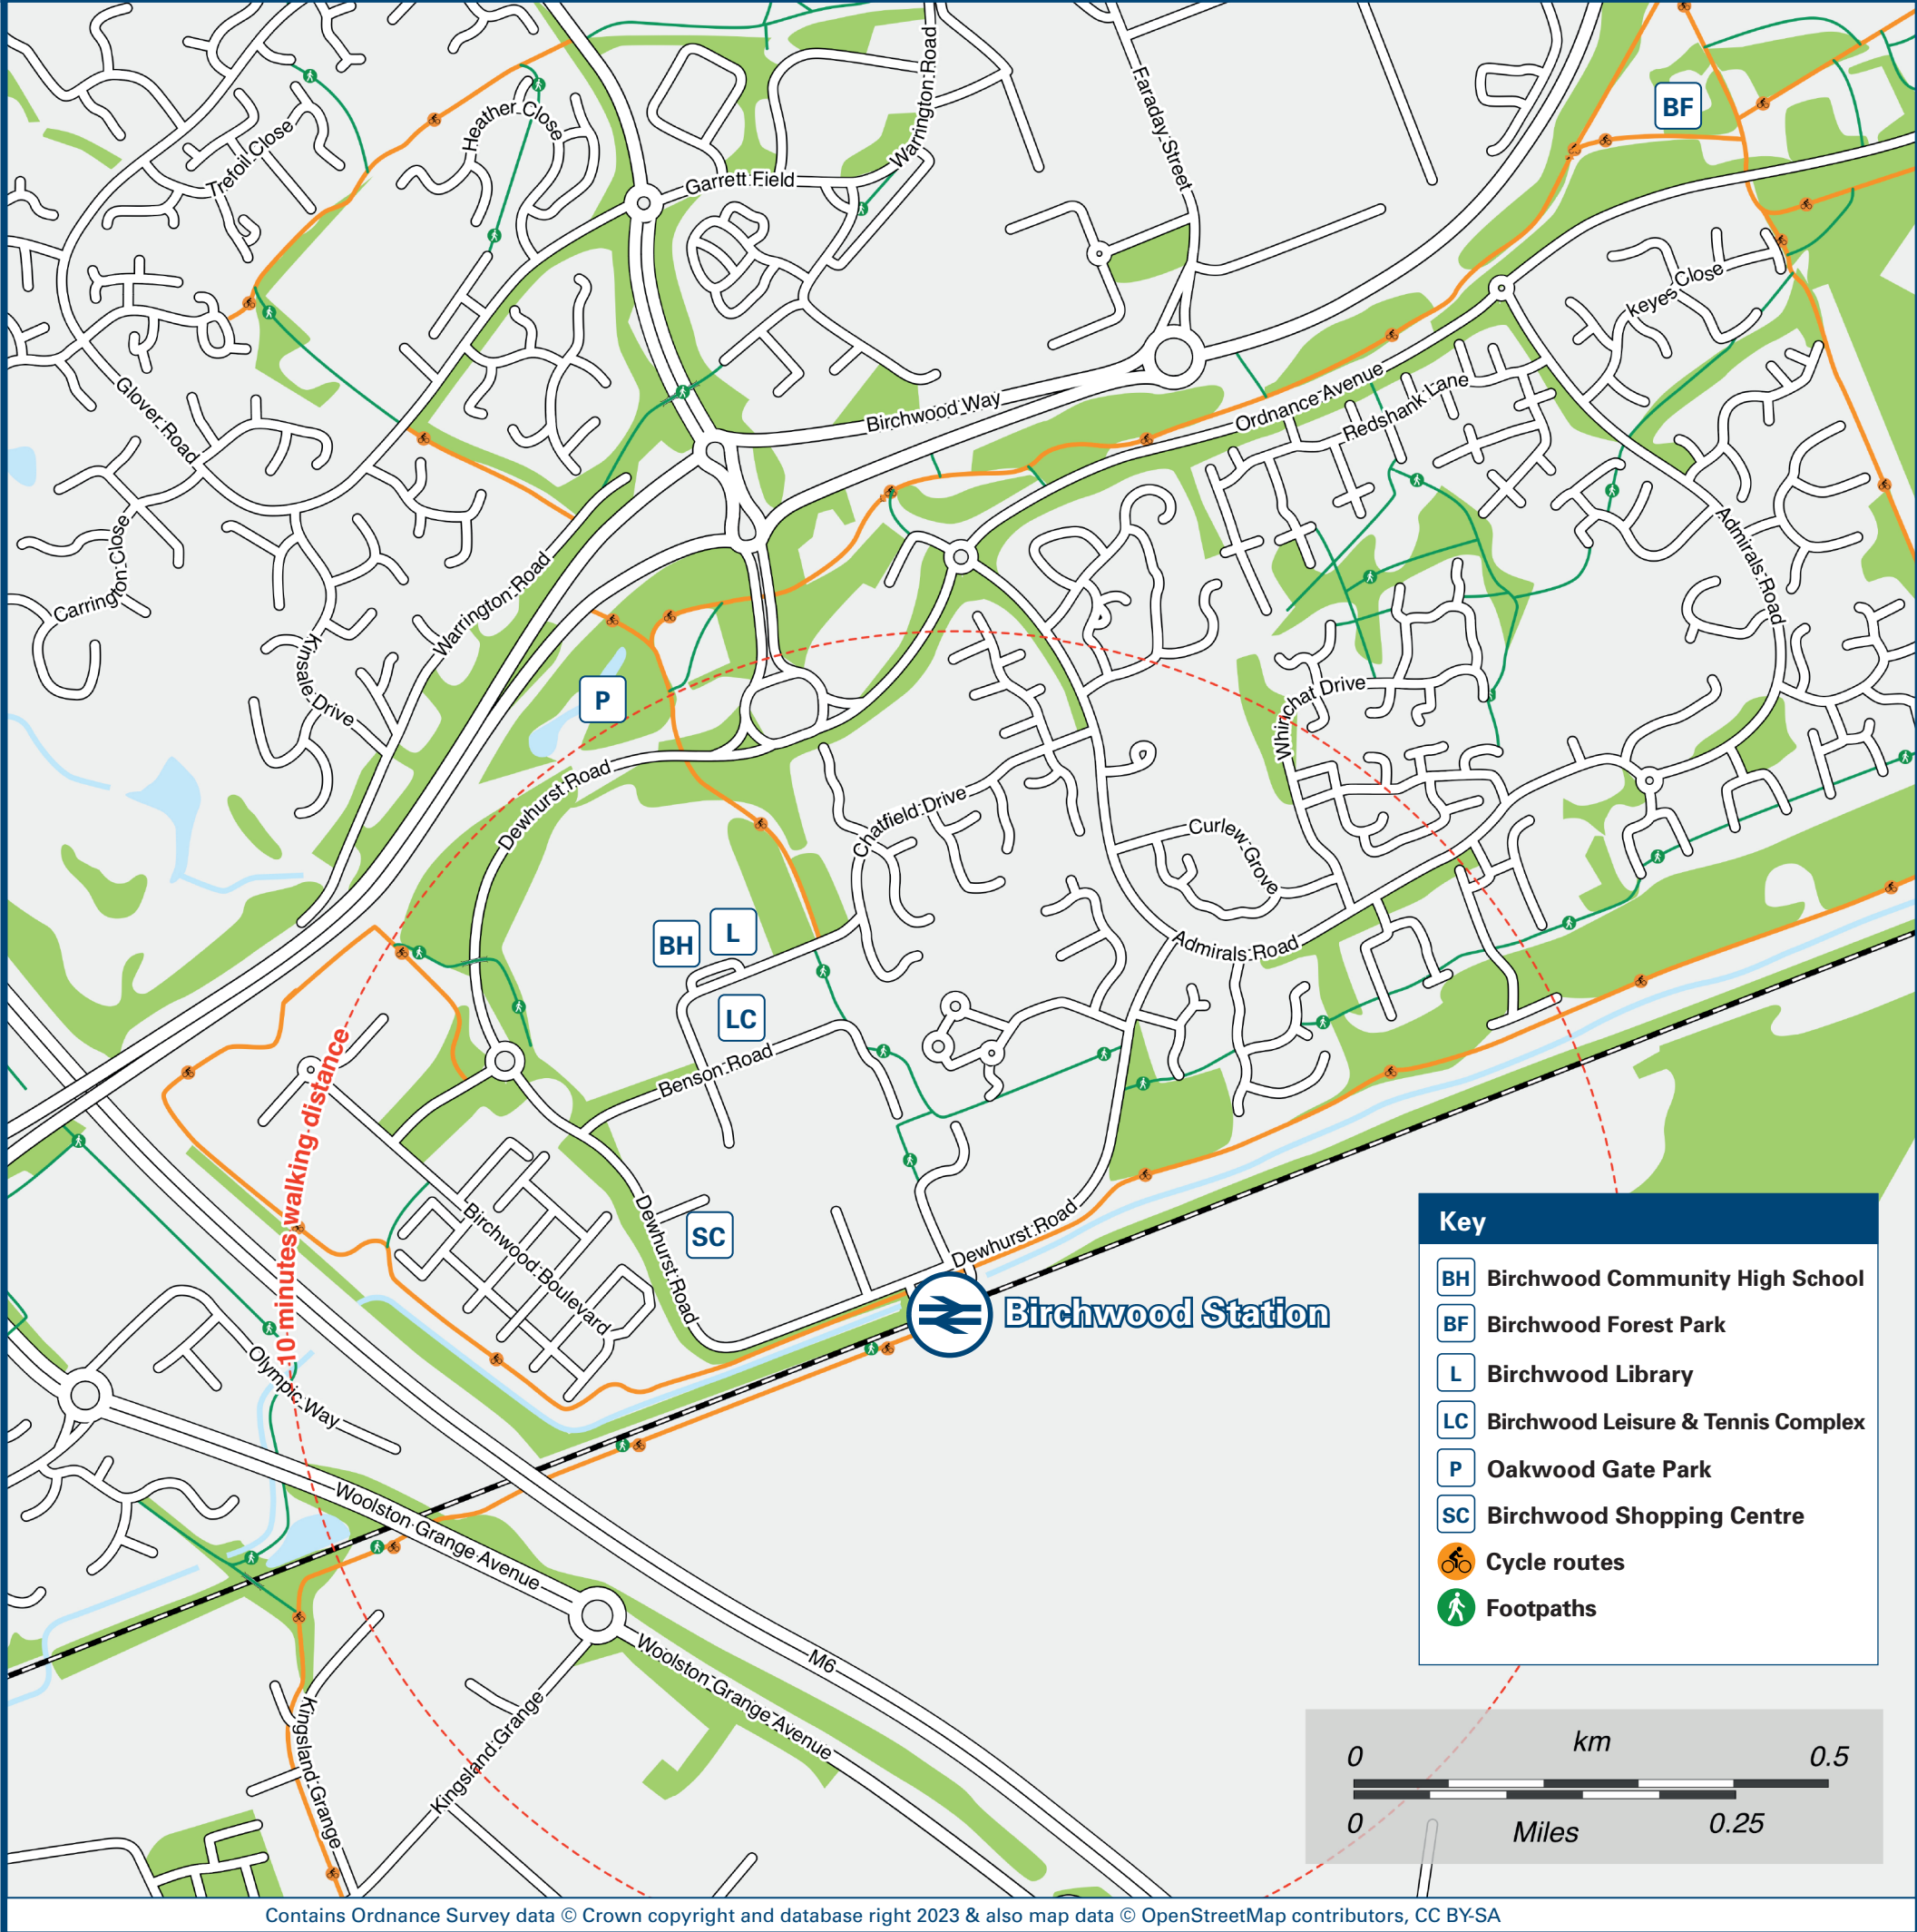 Warrington Road
Faraday Street
BF
Heather Close
Trefoil Close
Garrett Field
keyes Close
Glover Road
Birchwood Way
Ordnance Avenue
Redshank Lane
Carrington Close
Warrington Road
Admirals Road
Kinsale Drive
P
Whinchat Drive
Dewhurst Road
Chatfield Drive
Curlew Grove
BH
L
Admirals Road
LC
Benson Road
10 minutes walking distance
Birchwood Boulevard
Dewhurst Road
SC
Dewhurst Road
Birchwood Station
Olympic Way
Woolston Grange Avenue
Woolston Grange Avenue
M6
Kingsland Grange
Kingsland Grange
Key
BH Birchwood Community High School
BF Birchwood Forest Park
L Birchwood Library
LC Birchwood Leisure & Tennis Complex
P Oakwood Gate Park
SC Birchwood Shopping Centre
Cycle routes
Footpaths
km
0 0.5
0 0.25
Miles
Contains Ordnance Survey data © Crown copyright and database right 2023 & also map data © OpenStreetMap contributors, CC BY-SA